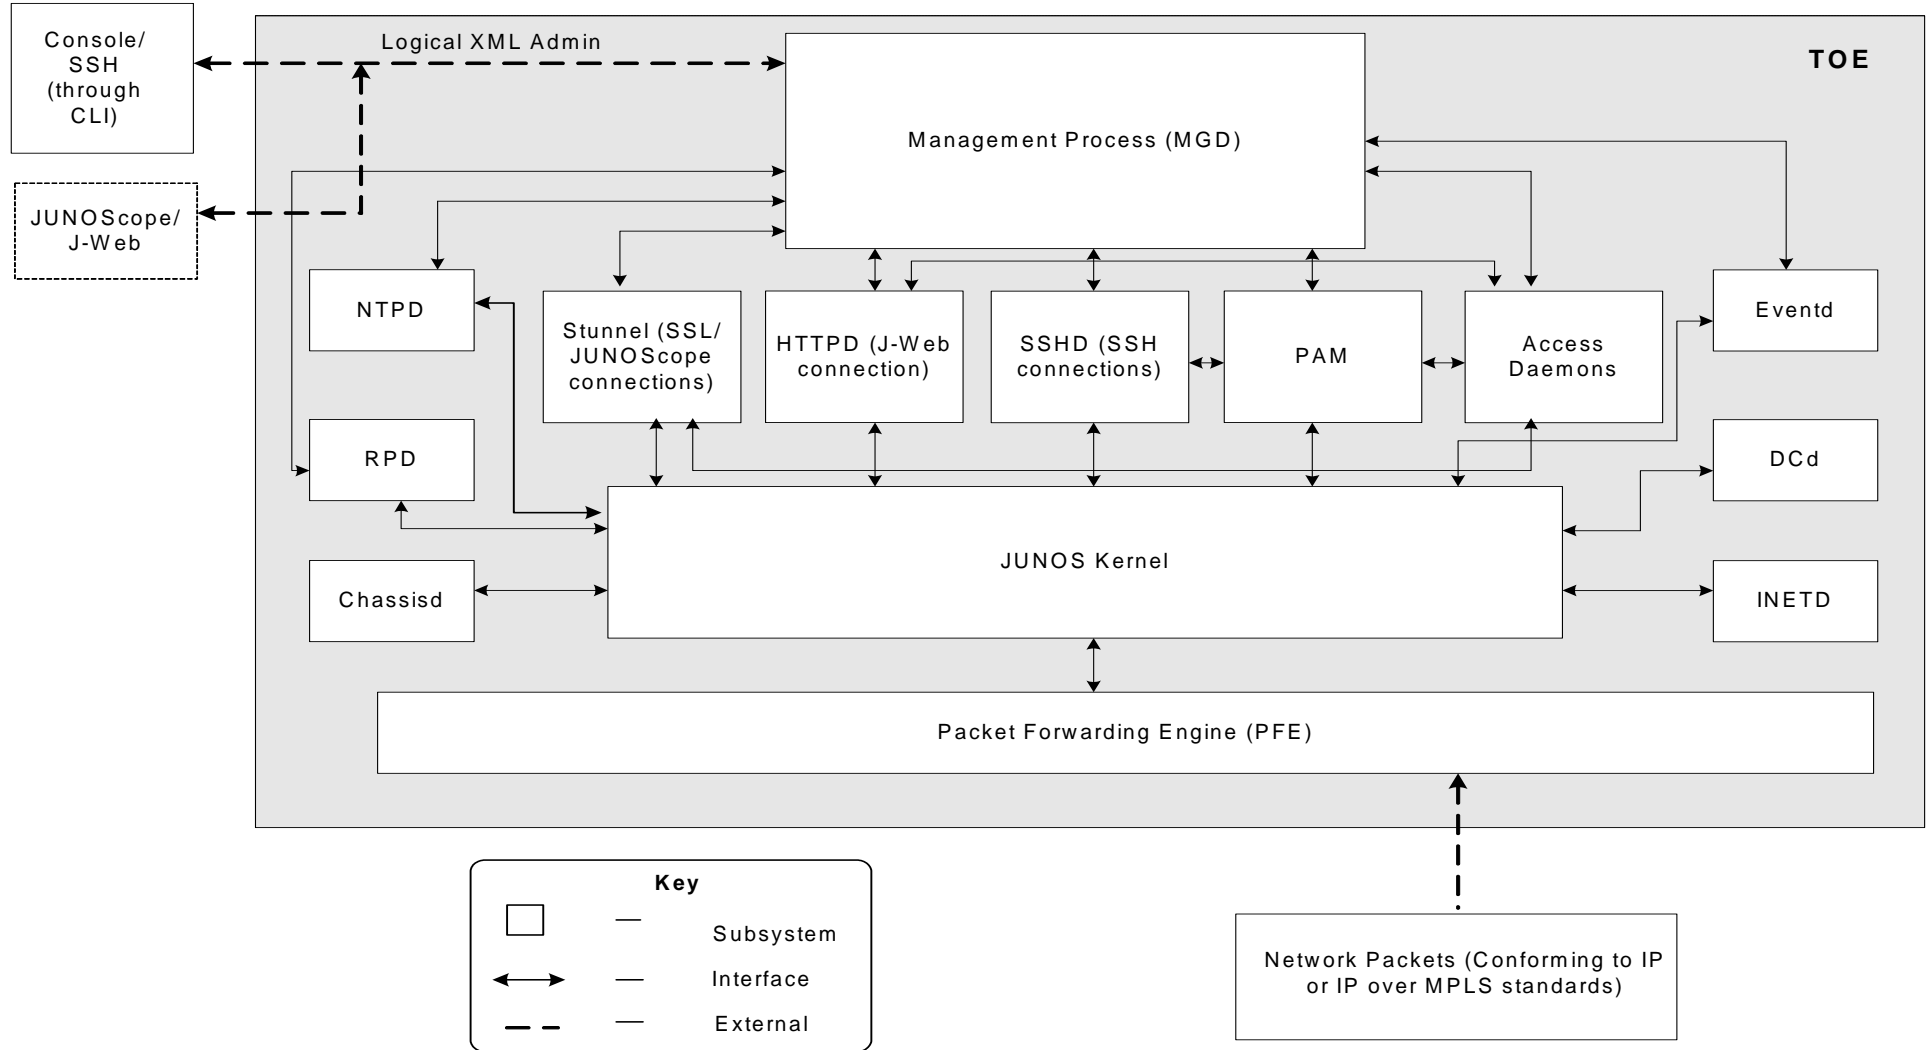 Console/
SSH
(through
CLI)
Logical XML Admin
TOE
Management Process (MGD)
JUNOScope/
J-Web
NTPD
Stunnel (SSL/
JUNOScope
connections)
HTTPD (J-Web
connection)
SSHD (SSH
connections)
PAM
Access
Daemons
Eventd
RPD
DCd
JUNOS Kernel
Chassisd
INETD
Packet Forwarding Engine (PFE)
Key
— Subsystem
— Interface
— External
Network Packets (Conforming to IP
or IP over MPLS standards)